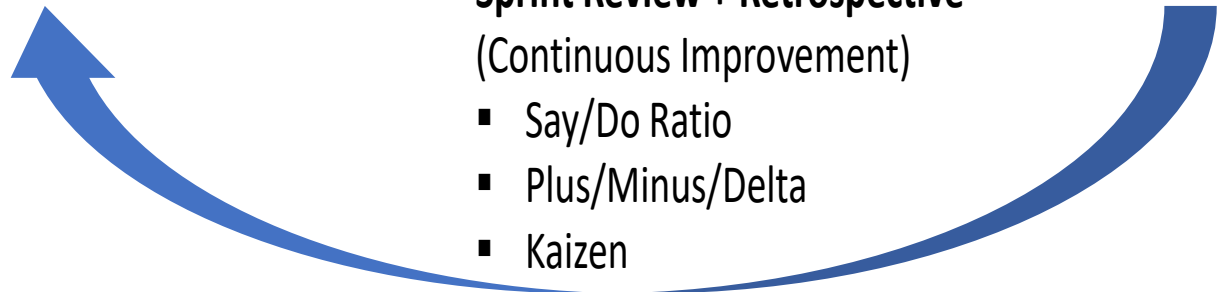 Sprint Review + Retrospective
(Continuous Improvement)
▪ Say/Do Ratio
▪ Plus/Minus/Delta
▪ Kaizen